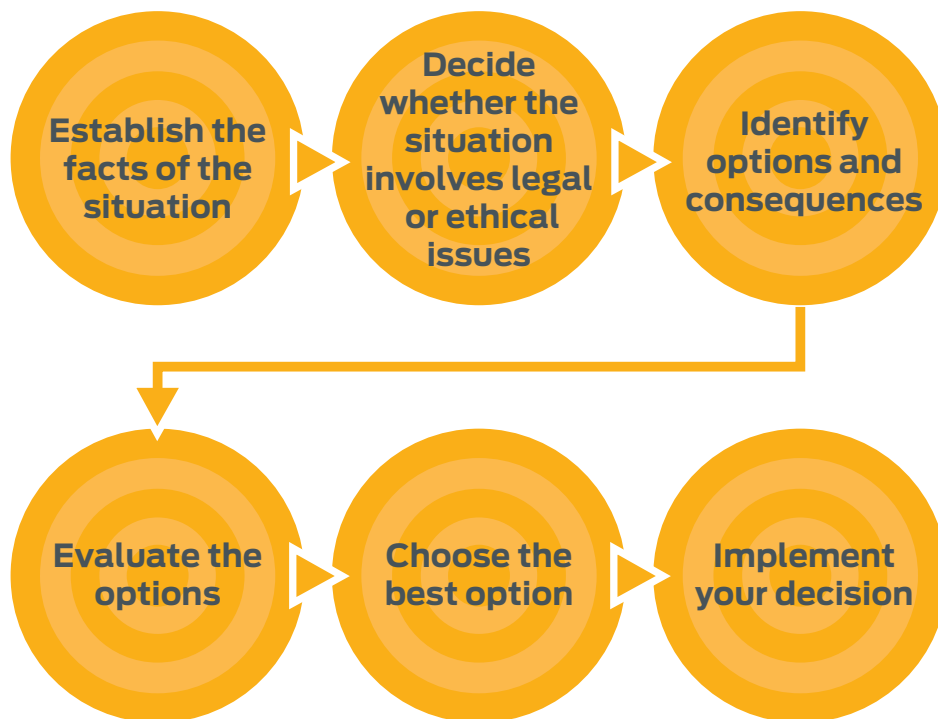 Establish the
facts of the
situation
Decide
whether the
situation
involves legal
or ethical
issues
Identify
options and
consequences
Evaluate the
options
Choose the
best option
Implement
your decision